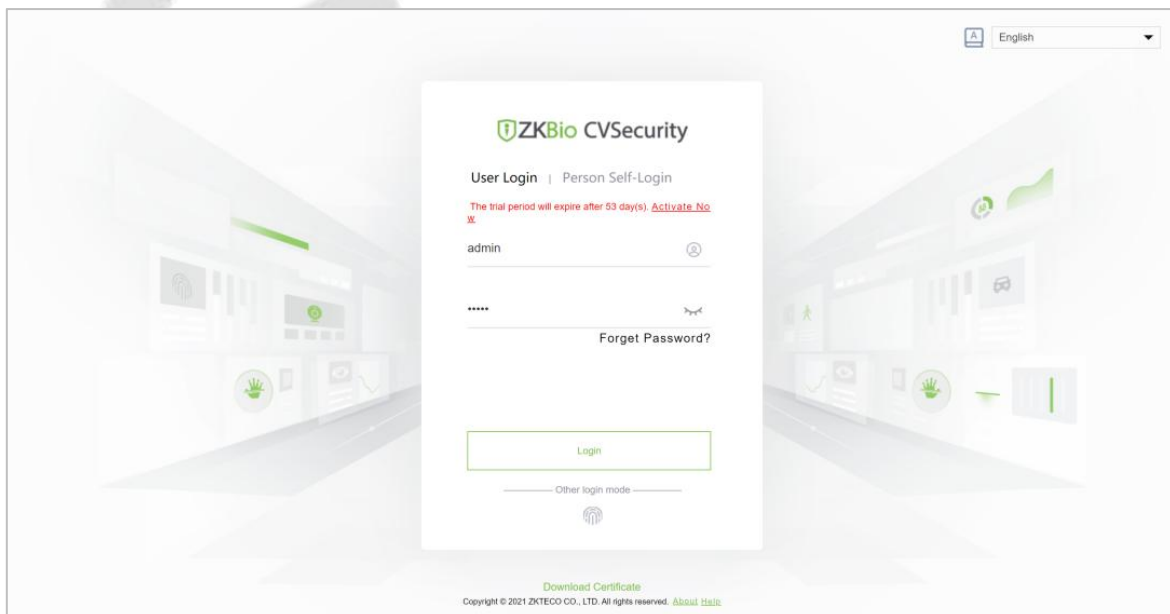 A
English
ZKBio CVSecurity
User Login | Person Self-Login
The trial period will expire after 53 day(s). Activate No
w
admin
•••••
Forget Password?
Login
Other login mode
Download Certificate
Copyright © 2021 ZKTECO CO., LTD. All rights reserved. About Help